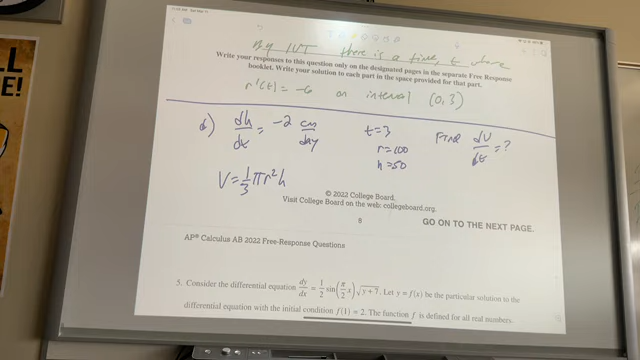 By IVT there is a time, t where
Write your responses to this question only on the designated pages in the separate Free Response
booklet. Write your solution to each part in the space provided for that part.
r'(t) = -6 on interval (0,3)
d) dh/dt = -2 cm/day t=3 Find dV/dt = ?
r=100
h=50
V = 1/3 πr²h
© 2022 College Board.
Visit College Board on the web: collegeboard.org.
8
GO ON TO THE NEXT PAGE.
AP® Calculus AB 2022 Free-Response Questions
5. Consider the differential equation dy/dx = 1/2 sin(π/2 x)√(y+7). Let y = f(x) be the particular solution to the
differential equation with the initial condition f(1) = 2. The function f is defined for all real numbers.
LL
E!